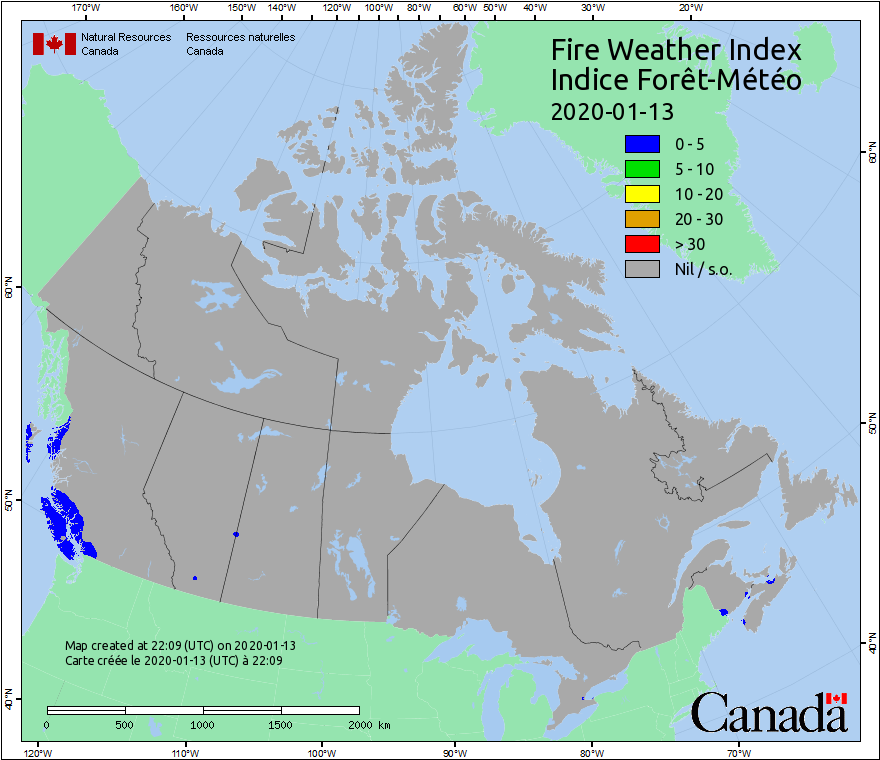 170°W 160°W 150°W 140°W 130°W 120°W 110°W 100°W 90°W 80°W 60°W 50°W 40°W 30°W 20°W
Natural Resources Ressources naturelles
Canada Canada
Fire Weather Index
Indice Forêt-Météo
2020-01-13
0 - 5
5 - 10
10 - 20
20 - 30
> 30
Nil / s.o.
60°N
60°N
50°N
50°N
40°N
40°N
Map created at 22:09 (UTC) on 2020-01-13
Carte créée le 2020-01-13 (UTC) à 22:09
0 500 1000 1500 2000 km
Canada
120°W 110°W 100°W 90°W 80°W 70°W